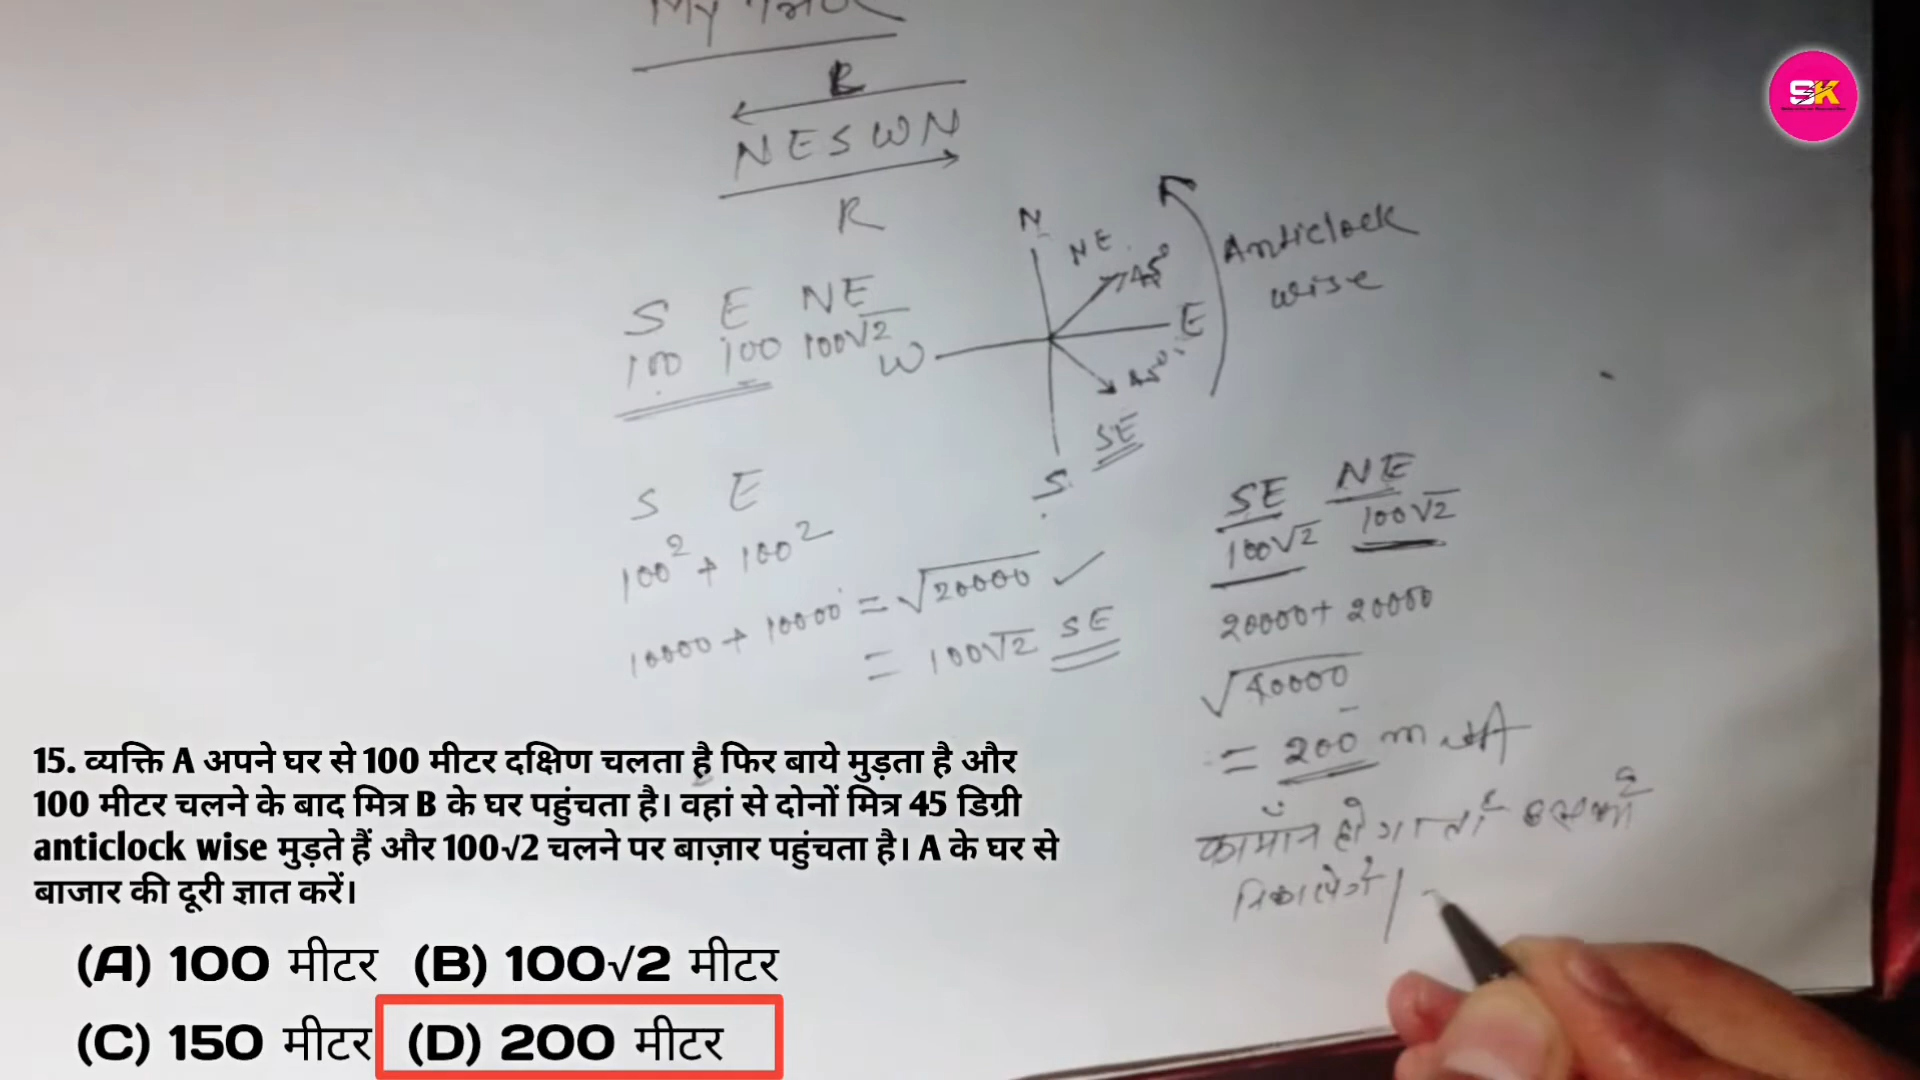 My Trick
L
NESWN
R
S E NE
100 100 100√2
N
NE 45°
W E
45°
SE
S
Anticlock
wise
S E
100² + 100²
10000 + 10000 = √20000 ✓
= 100√2 SE
SE NE
100√2 100√2
20000 + 20000
√40000
= 200 m
SK
15. व्यक्ति A अपने घर से 100 मीटर दक्षिण चलता है फिर बाये मुड़ता है और
100 मीटर चलने के बाद मित्र B के घर पहुंचता है। वहां से दोनों मित्र 45 डिग्री
anticlock wise मुड़ते हैं और 100√2 चलने पर बाज़ार पहुंचता है। A के घर से
बाजार की दूरी ज्ञात करें।
(A) 100 मीटर (B) 100√2 मीटर
(C) 150 मीटर (D) 200 मीटर